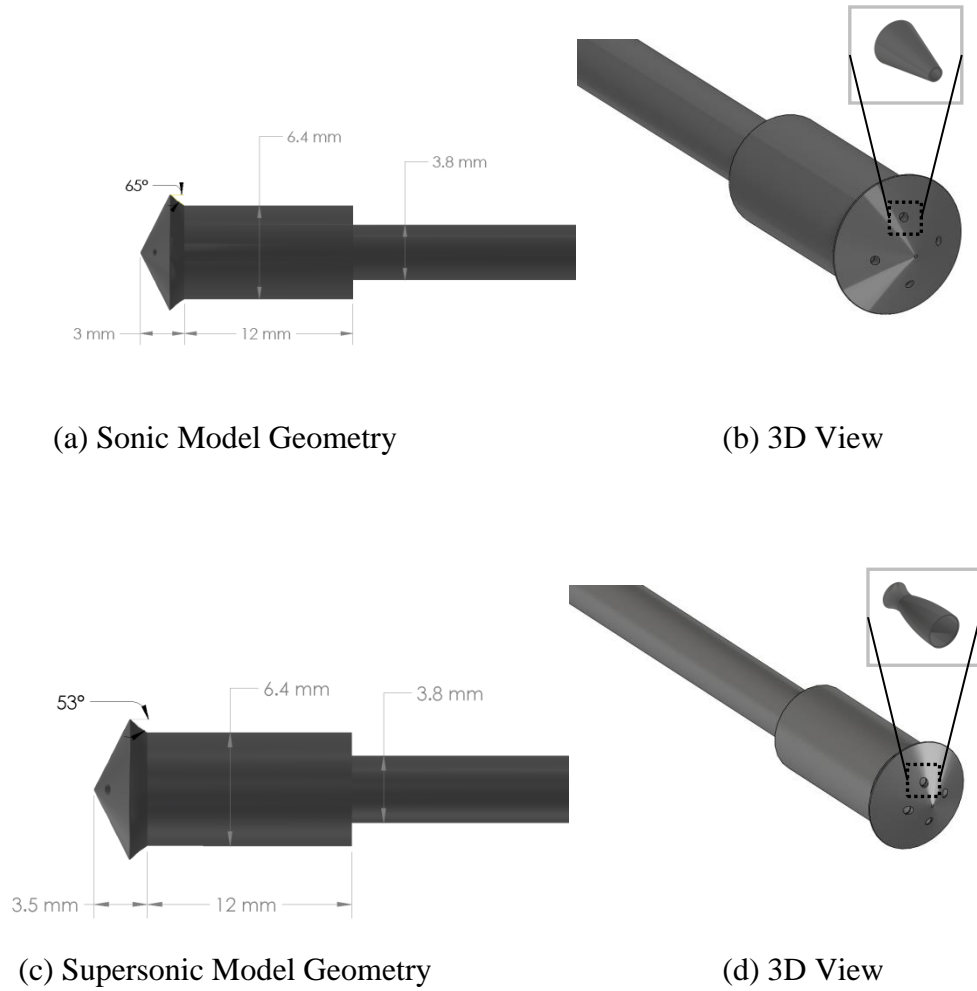 6.4 mm
3.8 mm
65°
3 mm
12 mm
(a) Sonic Model Geometry
(b) 3D View
53°
6.4 mm
3.8 mm
3.5 mm
12 mm
(c) Supersonic Model Geometry
(d) 3D View